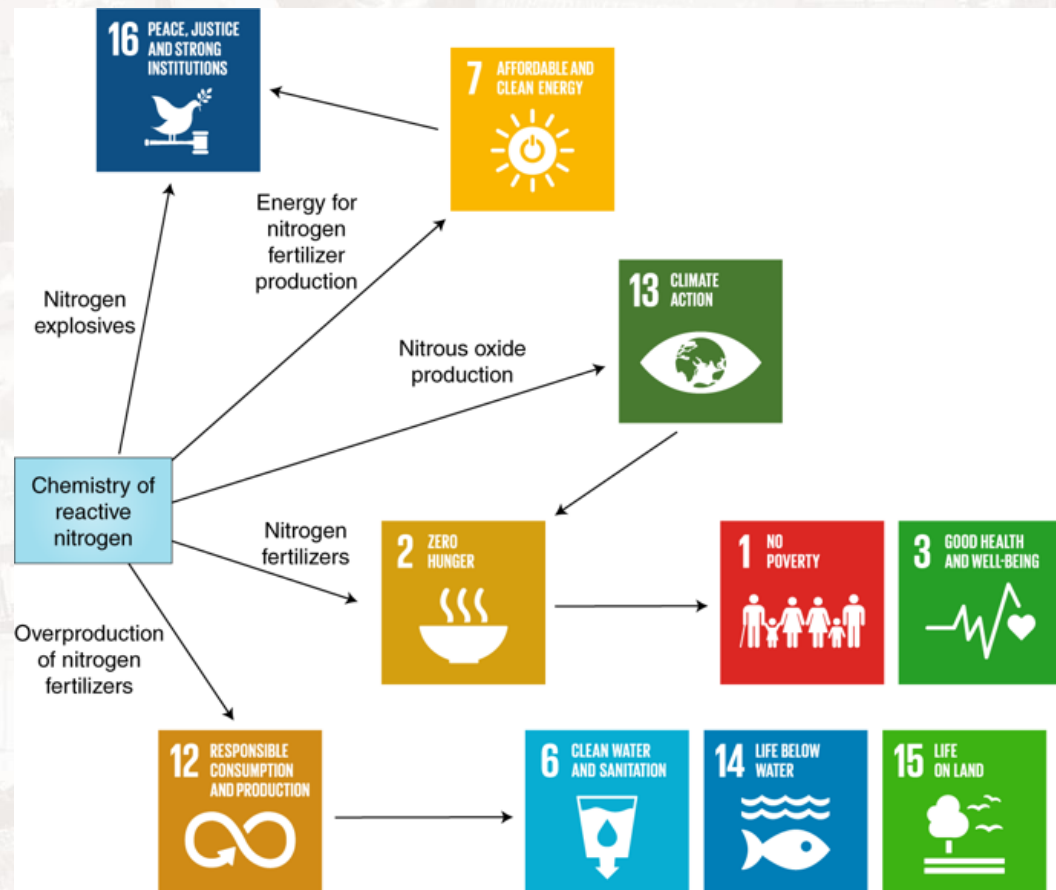 16 PEACE, JUSTICE
AND STRONG
INSTITUTIONS
7 AFFORDABLE AND
CLEAN ENERGY
Energy for
nitrogen
fertilizer
production
Nitrogen
explosives
13 CLIMATE
ACTION
Nitrous oxide
production
Chemistry of
reactive
nitrogen
Nitrogen
fertilizers
2 ZERO
HUNGER
1 NO
POVERTY
3 GOOD HEALTH
AND WELL-BEING
Overproduction
of nitrogen
fertilizers
12 RESPONSIBLE
CONSUMPTION
AND PRODUCTION
6 CLEAN WATER
AND SANITATION
14 LIFE BELOW
WATER
15 LIFE
ON LAND